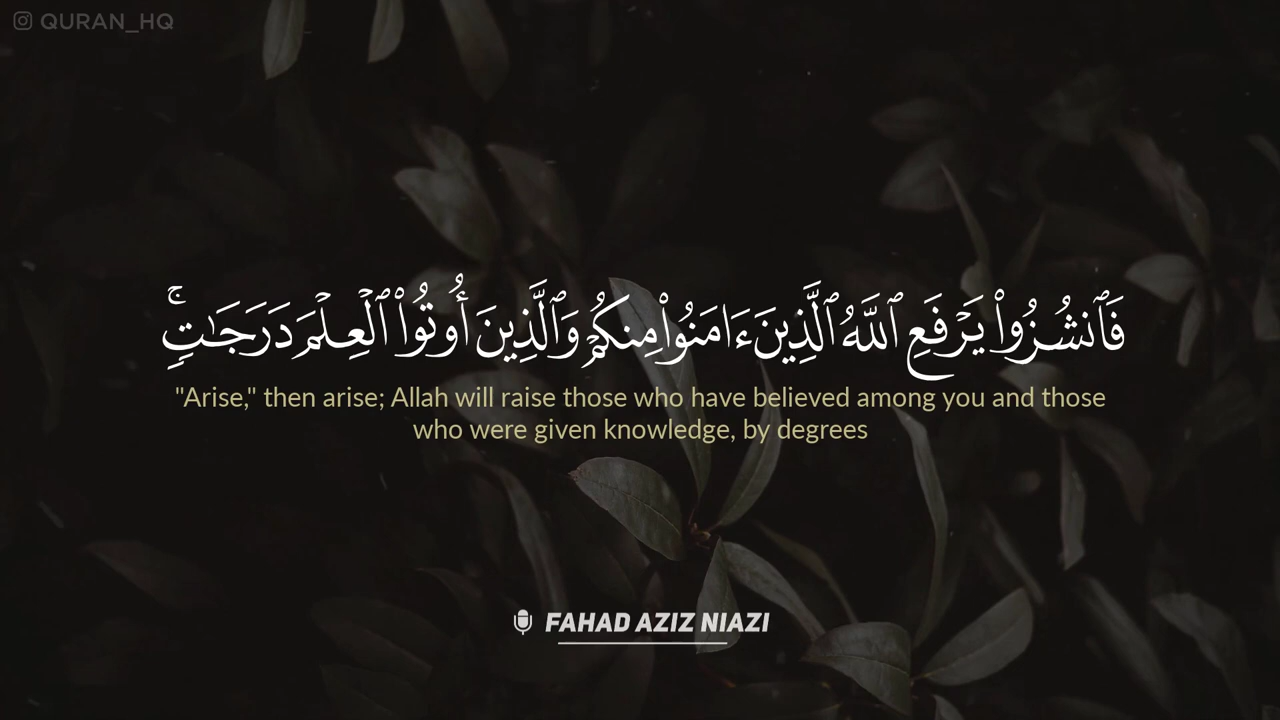 QURAN_HQ
فَٱنشُزُوا۟ يَرْفَعِ ٱللَّهُ ٱلَّذِينَ ءَامَنُوا۟ مِنكُمْ وَٱلَّذِينَ أُوتُوا۟ ٱلْعِلْمَ دَرَجَـٰتٍۢ ۚ
"Arise," then arise; Allah will raise those who have believed among you and those
who were given knowledge, by degrees
FAHAD AZIZ NIAZI